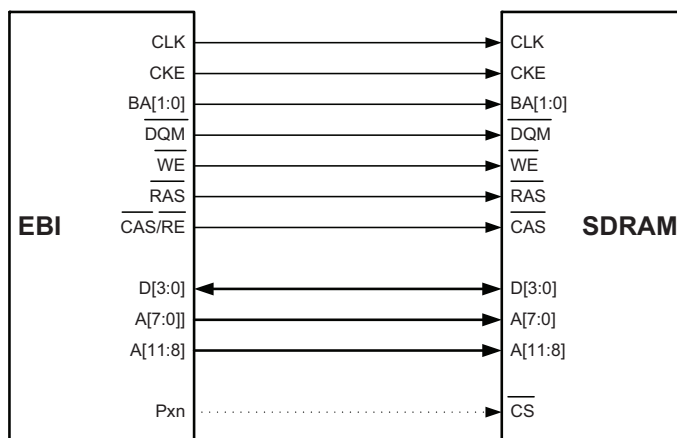 CLK CLK
CKE CKE
BA[1:0] BA[1:0]
DQM DQM
WE WE
RAS RAS
EBI CAS/RE CAS SDRAM
D[3:0] D[3:0]
A[7:0]] A[7:0]
A[11:8] A[11:8]
Pxn CS